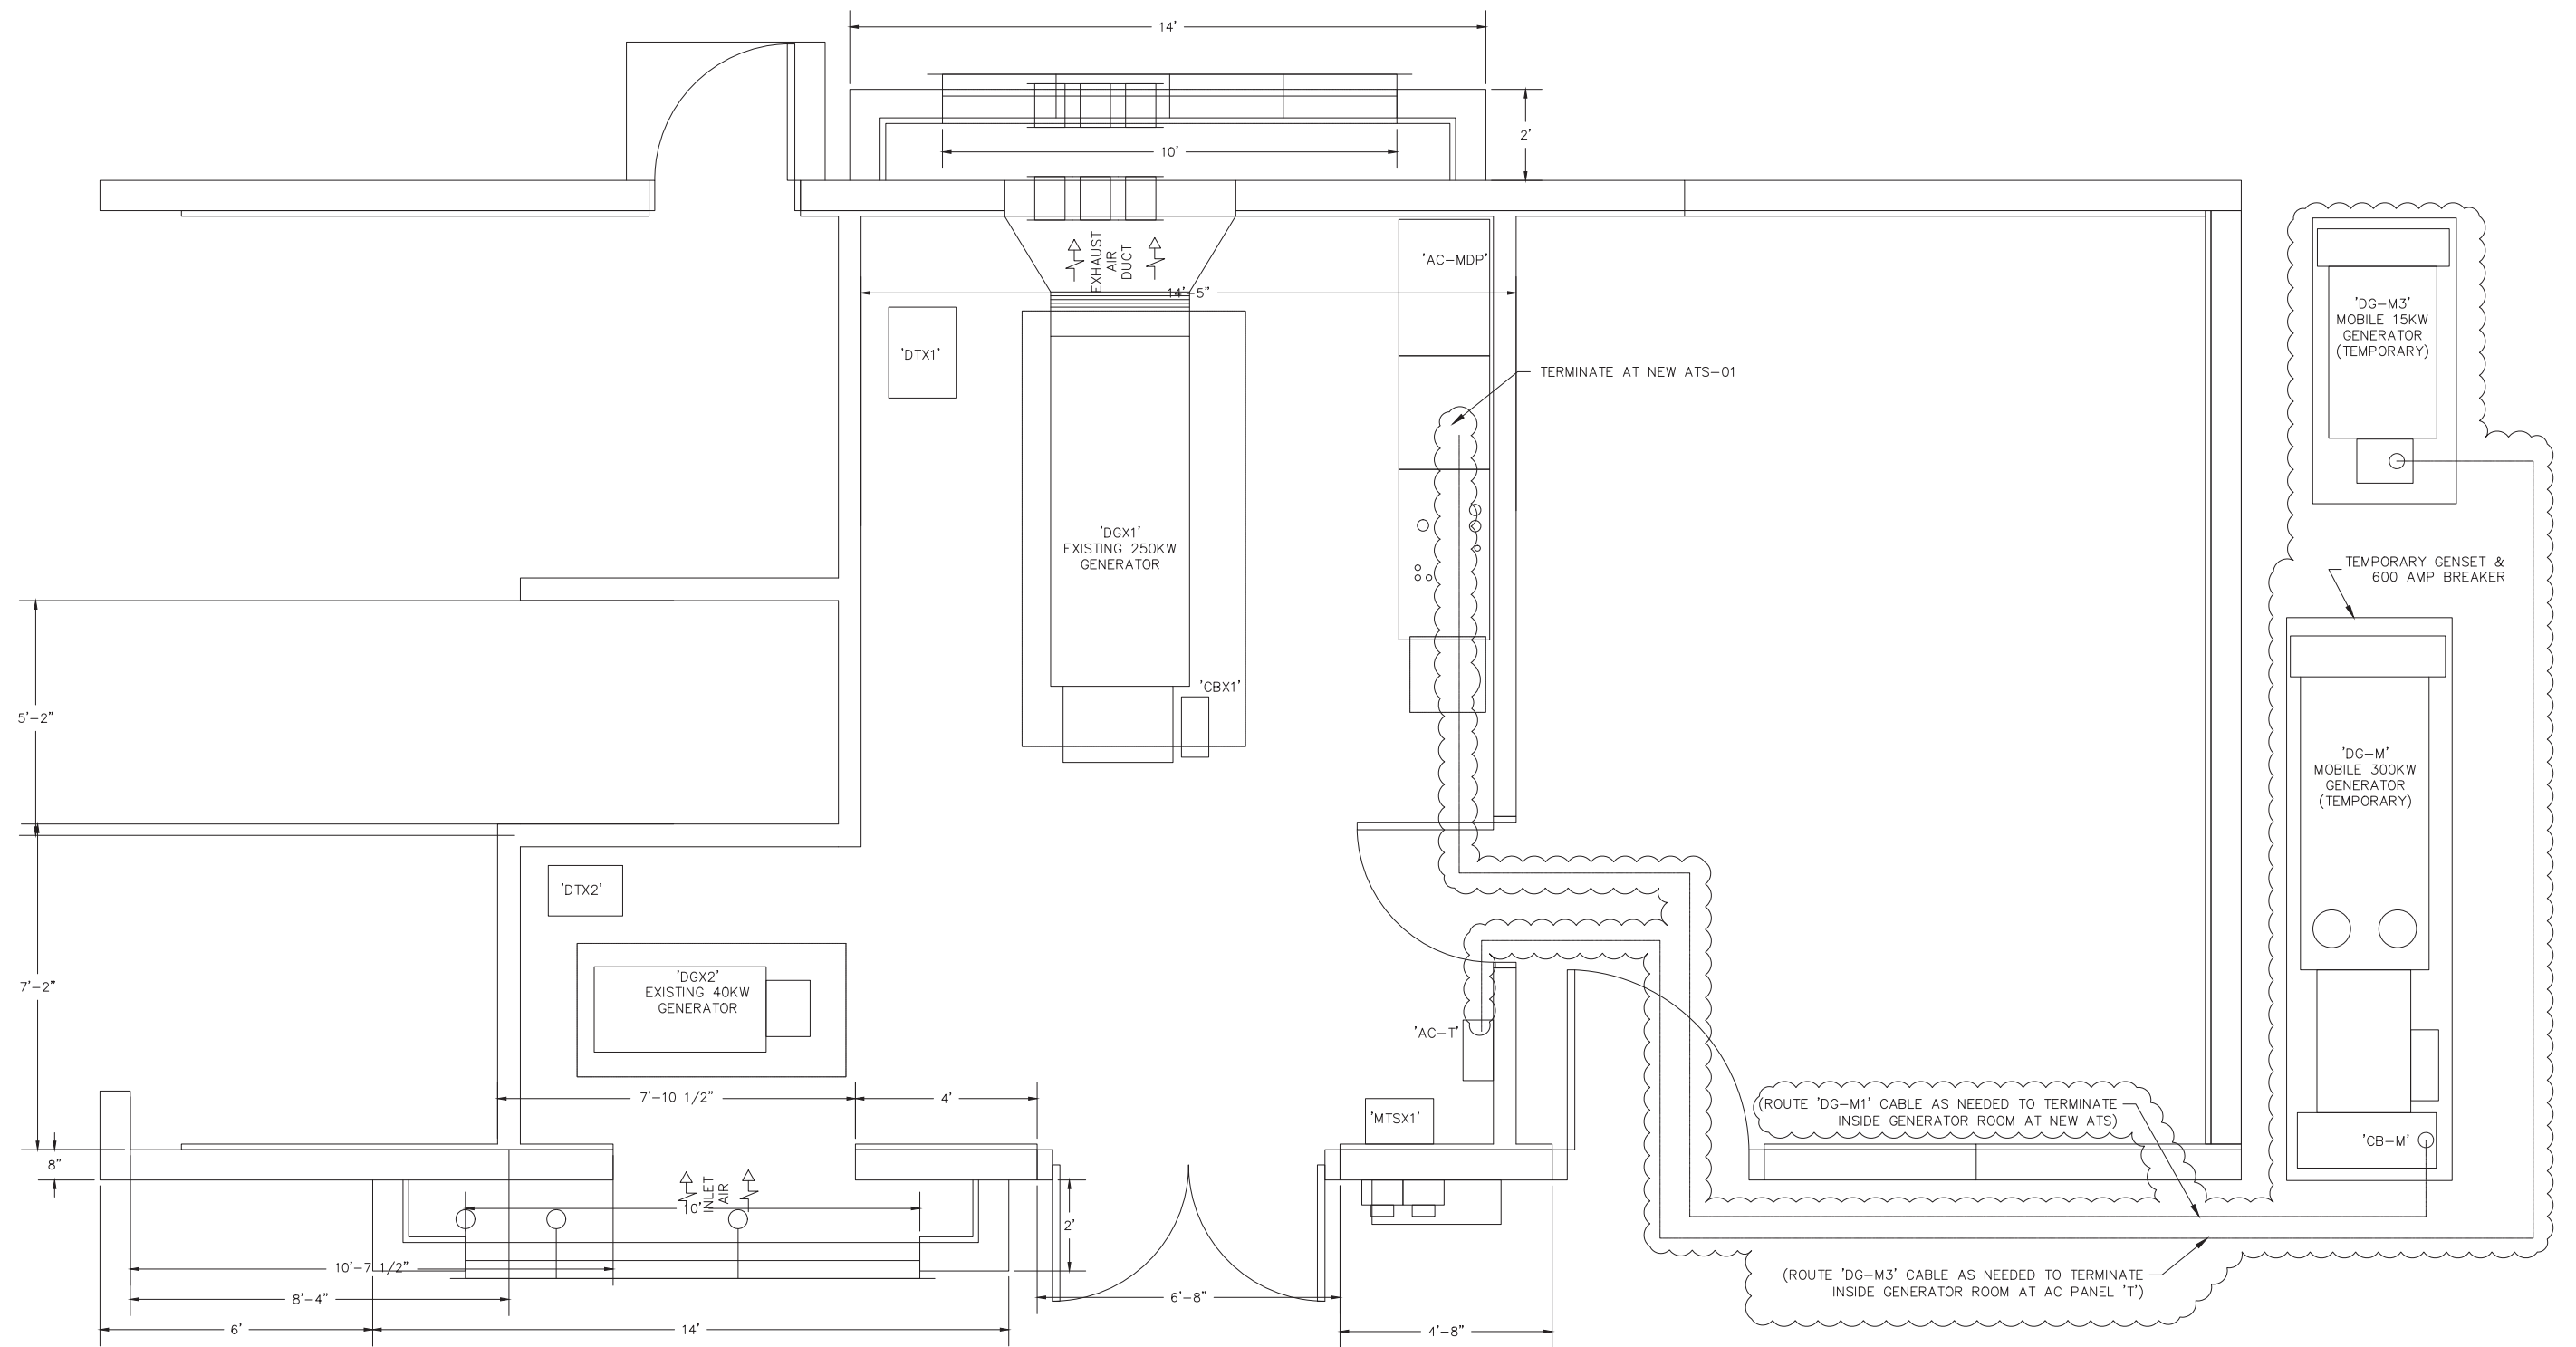 14'
2'
10'
EXHAUST
AIR
DUCT
14'-5"
'AC-MDP'
'DTX1'
TERMINATE AT NEW ATS-01
'DG-M3'
MOBILE 15KW
GENERATOR
(TEMPORARY)
'DGX1'
EXISTING 250KW
GENERATOR
TEMPORARY GENSET &
600 AMP BREAKER
'CBX1'
5'-2"
'DG-M'
MOBILE 300KW
GENERATOR
(TEMPORARY)
'DTX2'
7'-2"
'DGX2'
EXISTING 40KW
GENERATOR
'AC-T'
7'-10 1/2"
4'
'MTSX1'
(ROUTE 'DG-M1' CABLE AS NEEDED TO TERMINATE
INSIDE GENERATOR ROOM AT NEW ATS)
'CB-M'
8"
INLET
AIR
10'
2'
10'-7 1/2"
8'-4"
6'-8"
(ROUTE 'DG-M3' CABLE AS NEEDED TO TERMINATE
INSIDE GENERATOR ROOM AT AC PANEL 'T')
6'
14'
4'-8"